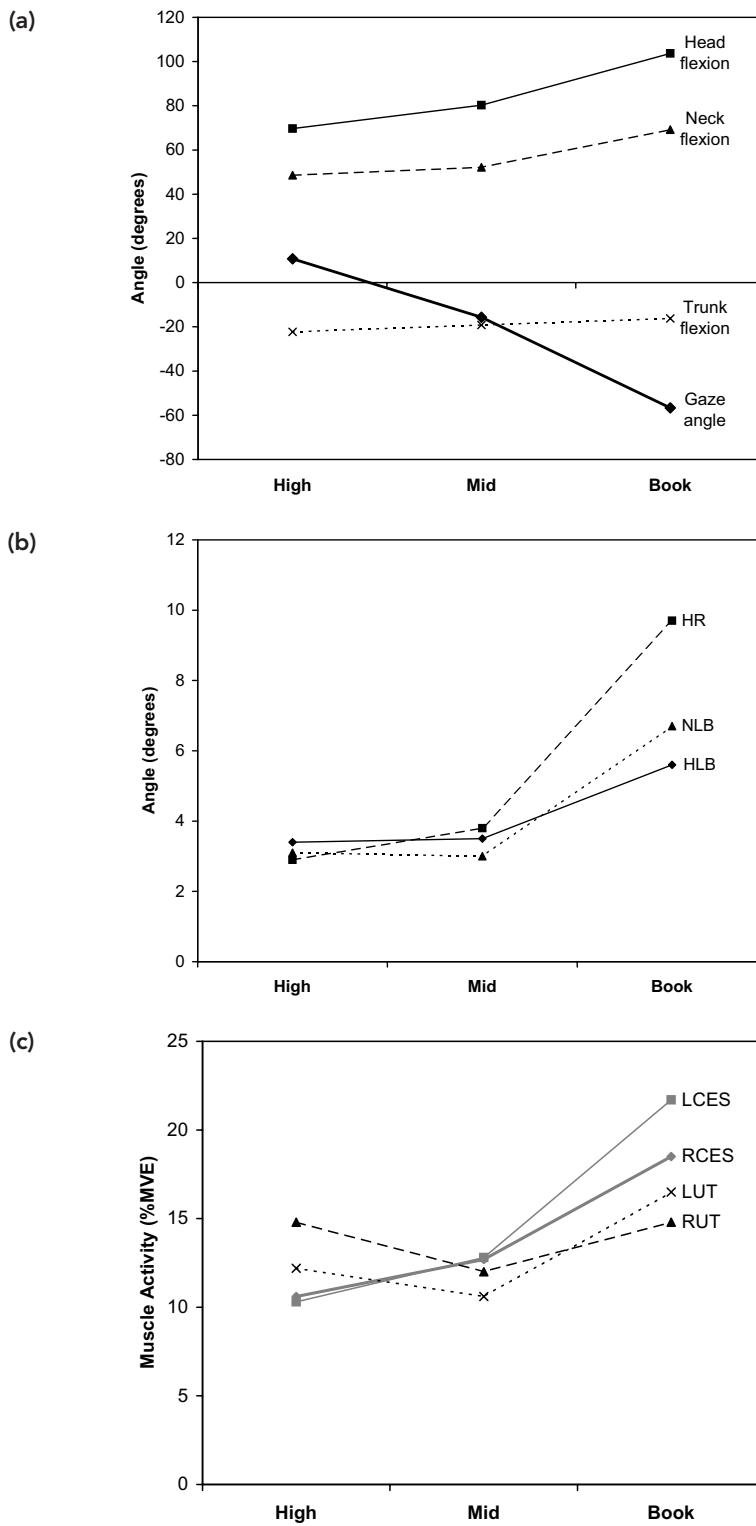 (a)
120
100
80
60
40
20
0
-20
-40
-60
-80
Angle (degrees)
Head
flexion
Neck
flexion
Trunk
flexion
Gaze
angle
High
Mid
Book
(b)
12
10
8
6
4
2
0
Angle (degrees)
HR
NLB
HLB
High
Mid
Book
(c)
25
20
15
10
5
0
Muscle Activity (%MVE)
LCES
RCES
LUT
RUT
High
Mid
Book